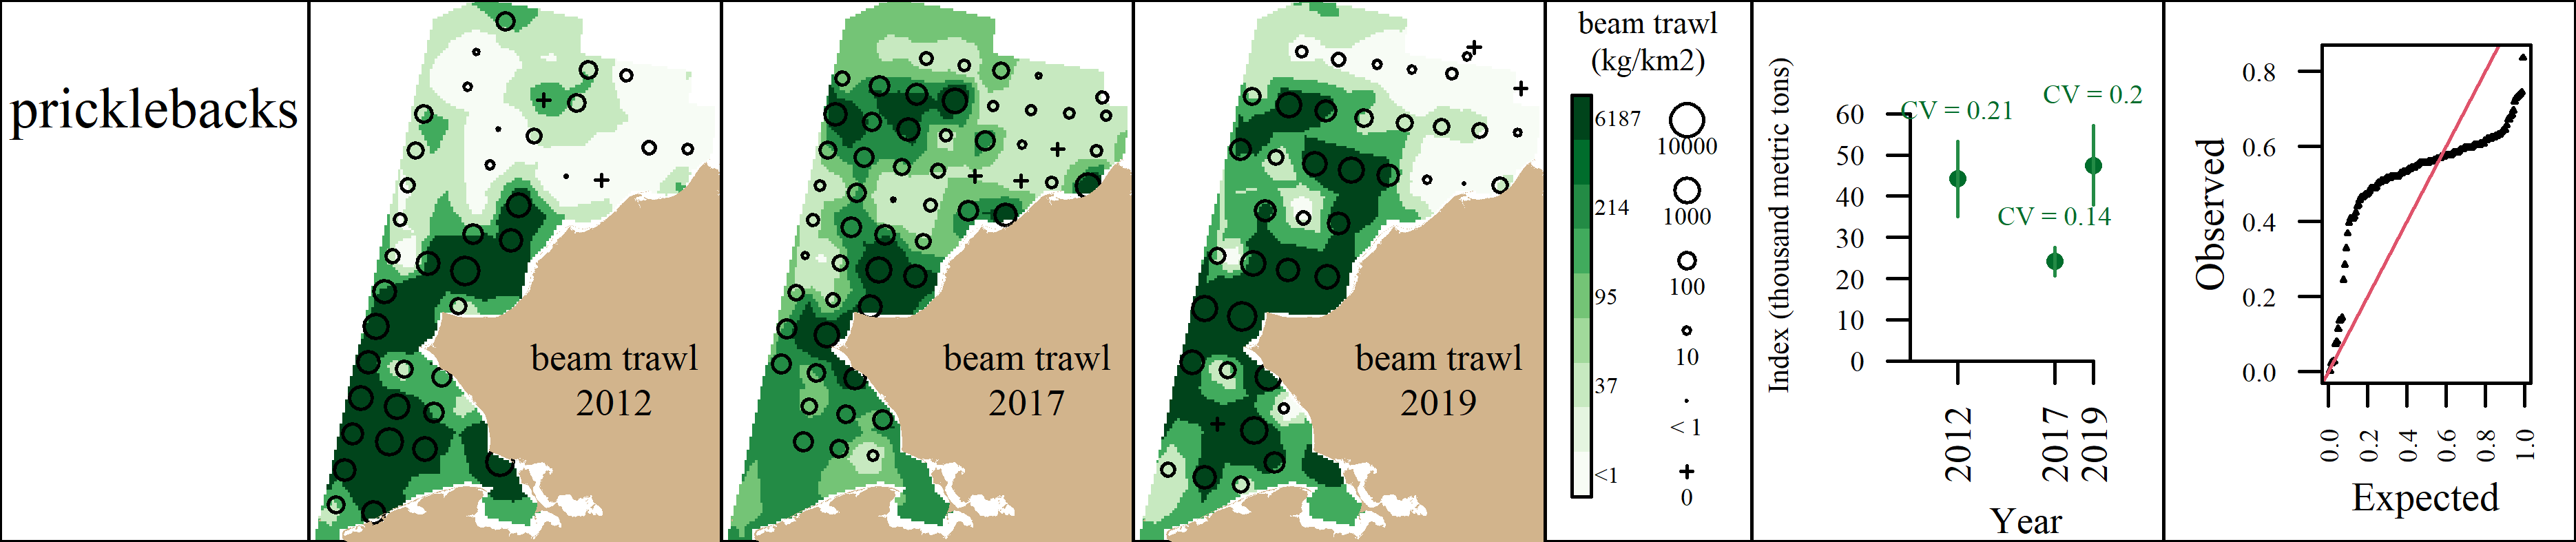 pricklebacks
beam trawl
2012
beam trawl
2017
beam trawl
2019
beam trawl
(kg/km2)
6187
214
95
37
<1
10000
1000
100
10
< 1
0
Index (thousand metric tons)
60
50
40
30
20
10
0
CV = 0.21
CV = 0.14
CV = 0.2
2012
2017
2019
Year
Observed
0.8
0.6
0.4
0.2
0.0
0.0
0.2
0.4
0.6
0.8
1.0
Expected